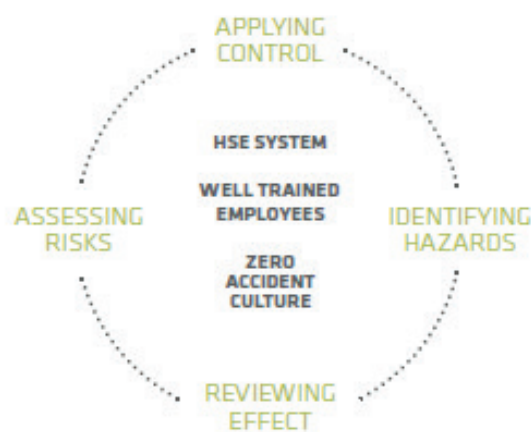 APPLYING
CONTROL
HSE SYSTEM
WELL TRAINED
EMPLOYEES
ASSESSING
RISKS
IDENTIFYING
HAZARDS
ZERO
ACCIDENT
CULTURE
REVIEWING
EFFECT